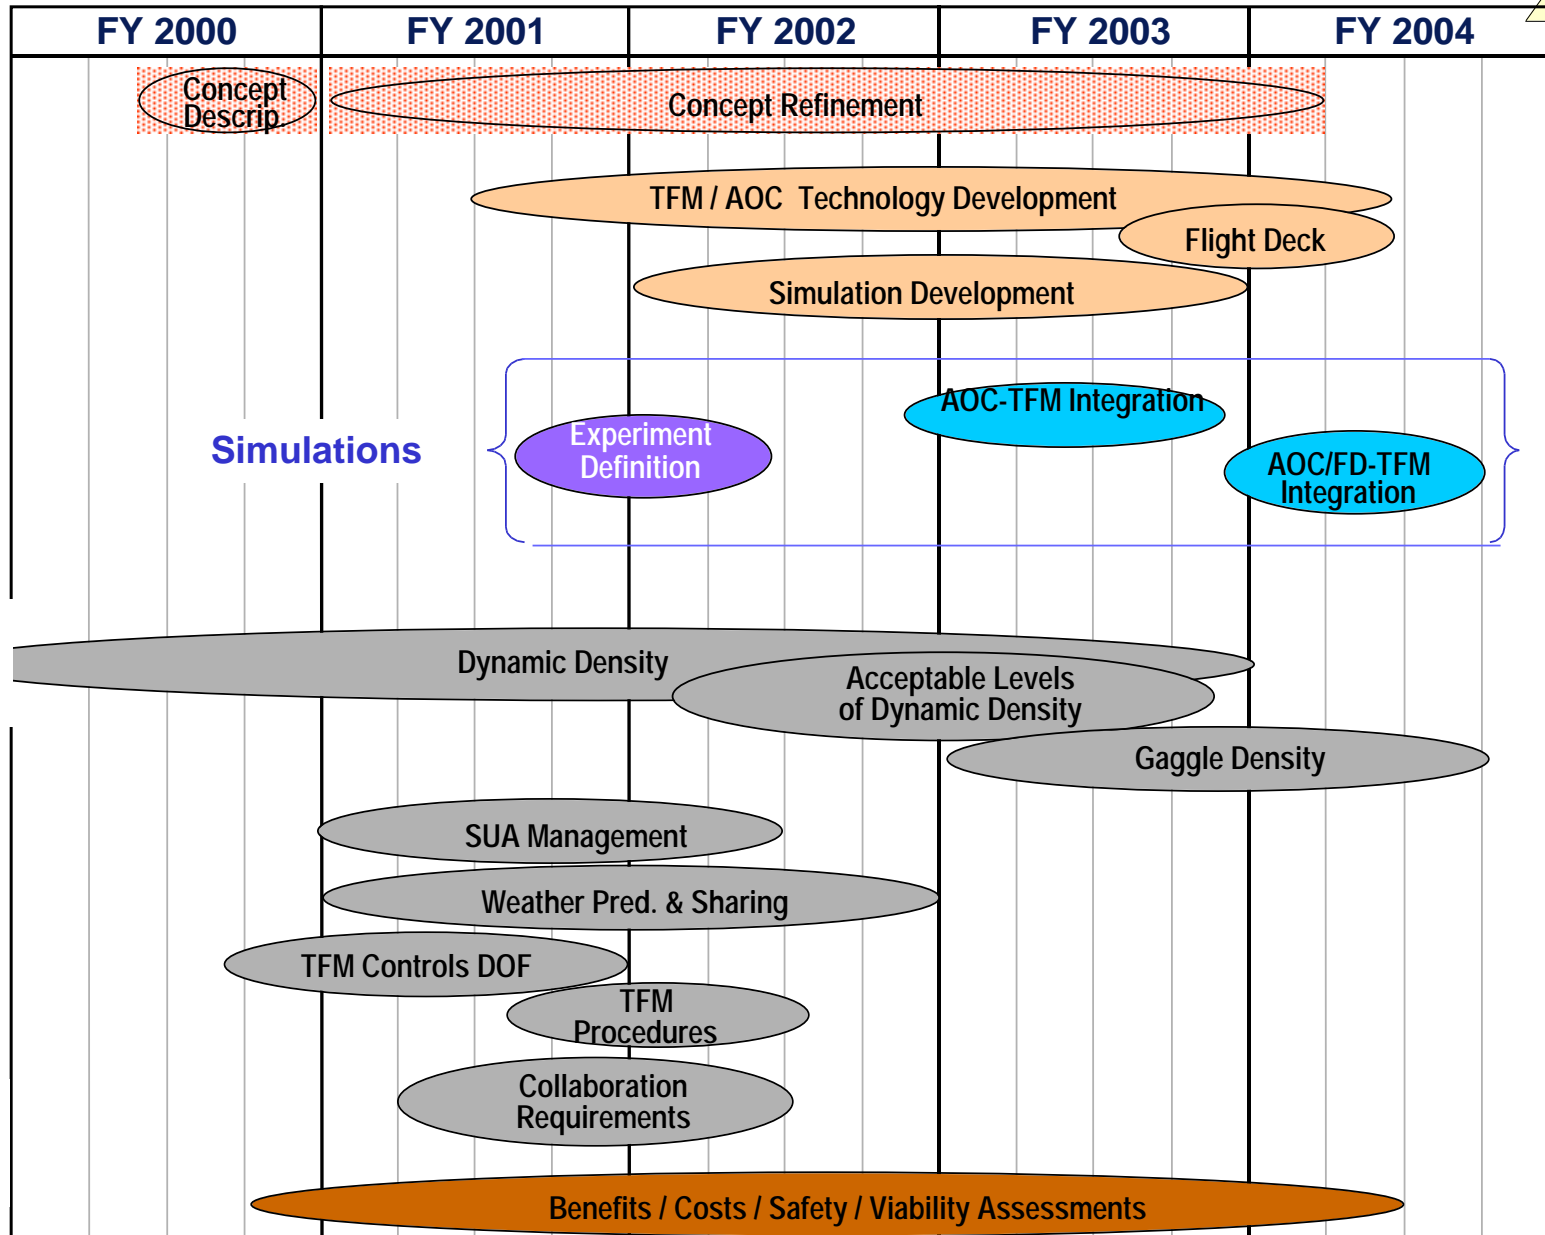 FY 2000 FY 2001 FY 2002 FY 2003 FY 2004
Concept
Descrip.
Concept Refinement
TFM / AOC Technology Development
Flight Deck
Simulation Development
Simulations
AOC-TFM Integration
Experiment
Definition
AOC/FD-TFM
Integration
Dynamic Density
Acceptable Levels
of Dynamic Density
Gaggle Density
SUA Management
Weather Pred. & Sharing
TFM Controls DOF
TFM
Procedures
Collaboration
Requirements
Benefits / Costs / Safety / Viability Assessments